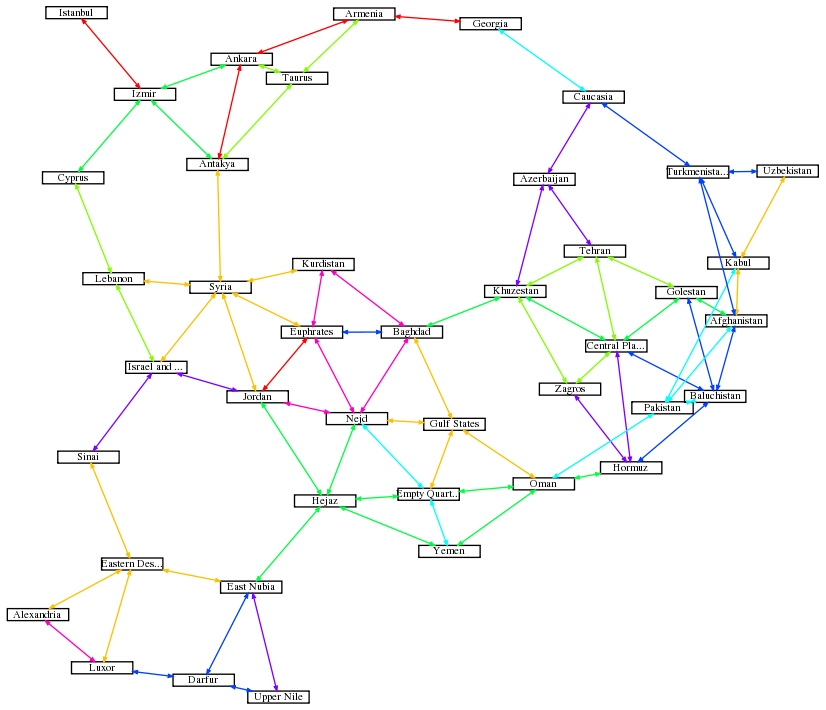 Istanbul
Armenia
Georgia
Ankara
Taurus
Izmir
Caucasia
Antakya
Cyprus
Azerbaijan
Turkmenista...
Uzbekistan
Tehran
Kurdistan
Kabul
Lebanon
Syria
Khuzestan
Golestan
Afghanistan
Euphrates
Baghdad
Central Pla...
Israel and ...
Jordan
Zagros
Baluchistan
Pakistan
Nejd
Gulf States
Sinai
Hormuz
Oman
Empty Quart...
Hejaz
Yemen
Eastern Des...
East Nubia
Alexandria
Luxor
Darfur
Upper Nile